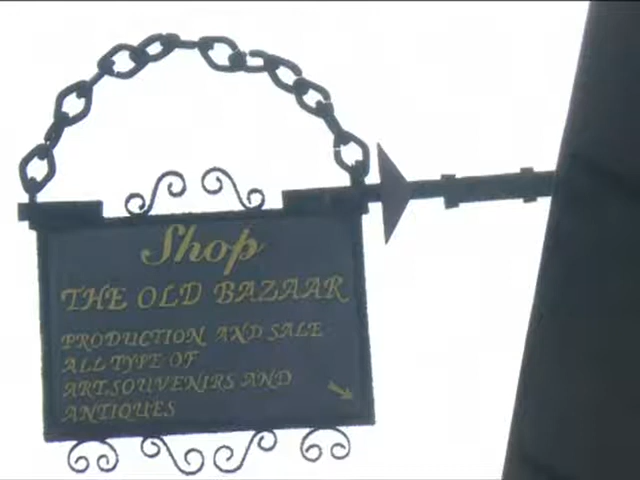 Shop
THE OLD BAZAAR
PRODUCTION AND SALE
ALL TYPE OF
ART.SOUVENIRS AND
ANTIQUES